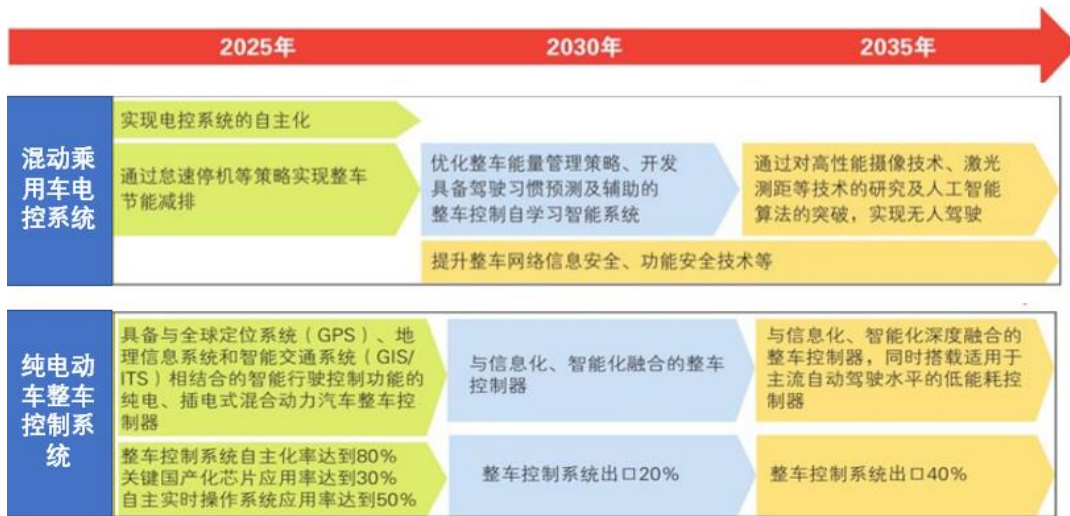 2025年
2030年
2035年
混动乘
用车电
控系统
实现电控系统的自主化
通过怠速停机等策略实现整车
节能减排
优化整车能量管理策略、开发
具备驾驶习惯预测及辅助的
整车控制自学习智能系统
通过对高性能摄像技术、激光
测距等技术的研究及人工智能
算法的突破，实现无人驾驶
提升整车网络信息安全、功能安全技术等
纯电动
车整车
控制系
统
具备与全球定位系统（GPS）、地
理信息系统和智能交通系统（GIS/
ITS）相结合的智能行驶控制功能的
纯电、插电式混合动力汽车整车控
制器
与信息化、智能化融合的整车
控制器
与信息化、智能化深度融合的
整车控制器，同时搭载适用于
主流自动驾驶水平的低能耗控
制器
整车控制系统自主化率达到80%
关键国产化芯片应用率达到30%
自主实时操作系统应用率达到50%
整车控制系统出口20%
整车控制系统出口40%